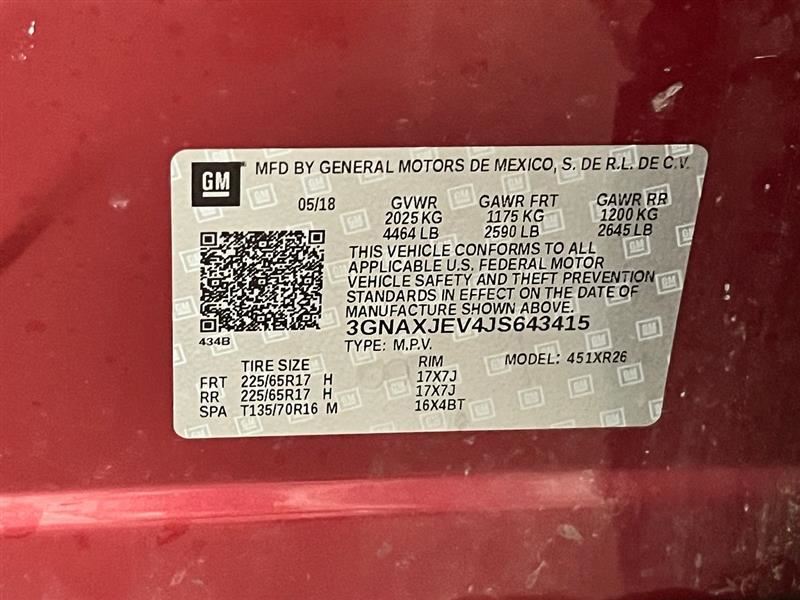 GM MFD BY GENERAL MOTORS DE MEXICO, S. DE R.L. DE C.V.
05/18 GVWR GAWR FRT GAWR RR
2025 KG 1175 KG 1200 KG
4464 LB 2590 LB 2645 LB
THIS VEHICLE CONFORMS TO ALL
APPLICABLE U.S. FEDERAL MOTOR
VEHICLE SAFETY AND THEFT PREVENTION
STANDARDS IN EFFECT ON THE DATE OF
MANUFACTURE SHOWN ABOVE.
3GNAXJEV4JS643415
434B TYPE: M.P.V. MODEL: 451XR26
TIRE SIZE RIM
FRT 225/65R17 H 17X7J
RR 225/65R17 H 17X7J
SPA T135/70R16 M 16X4BT